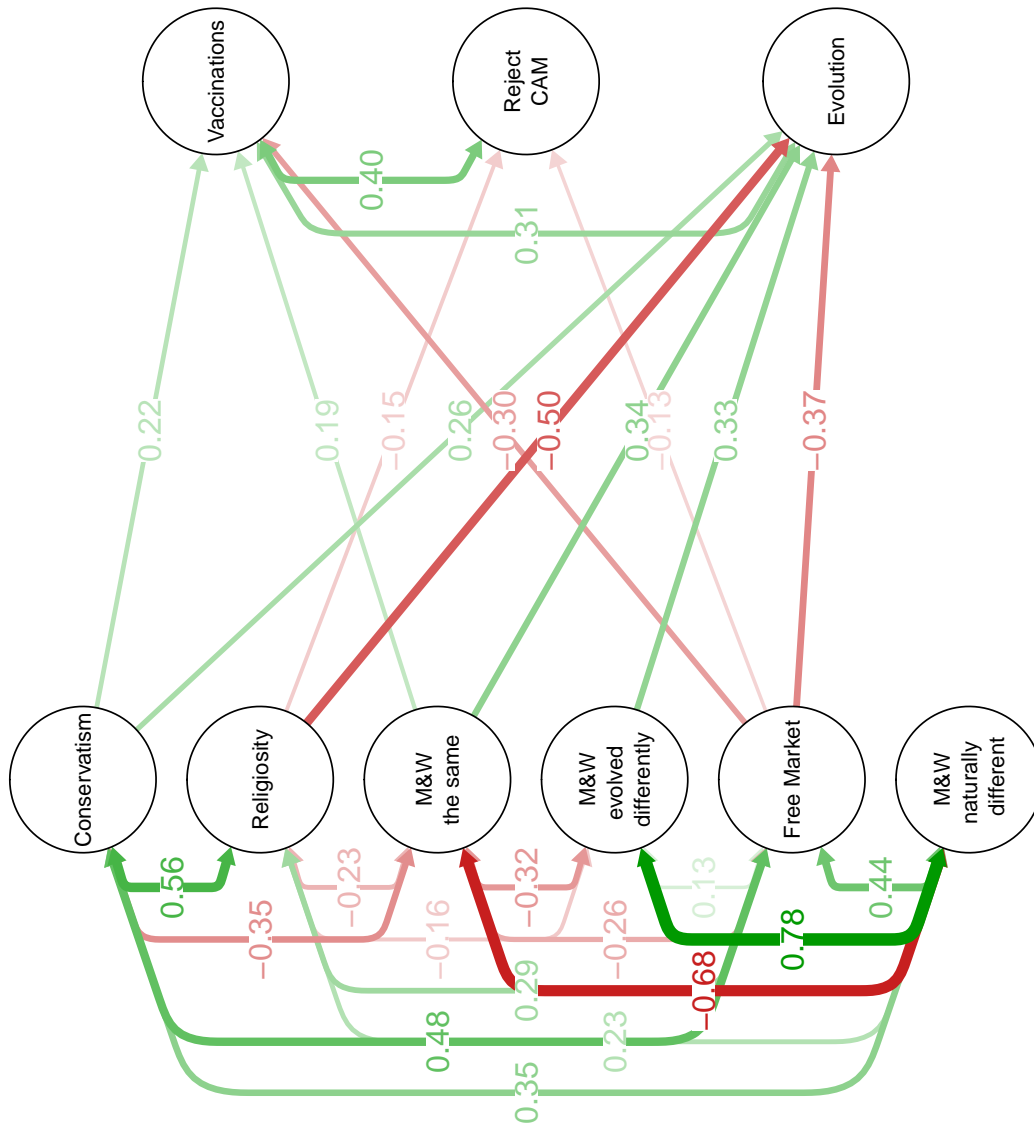 Vaccinations
Reject
CAM
Evolution
0.40
0.31
0.22
0.19
−0.15
0.26
−0.30
−0.50
0.34
−0.13
0.33
−0.37
Conservatism
Religiosity
M&W
the same
M&W
evolved
differently
Free Market
M&W
naturally
different
0.56
−0.23
−0.32
0.13
0.44
−0.35
−0.16
−0.26
0.78
0.29
−0.68
0.48
0.23
0.35